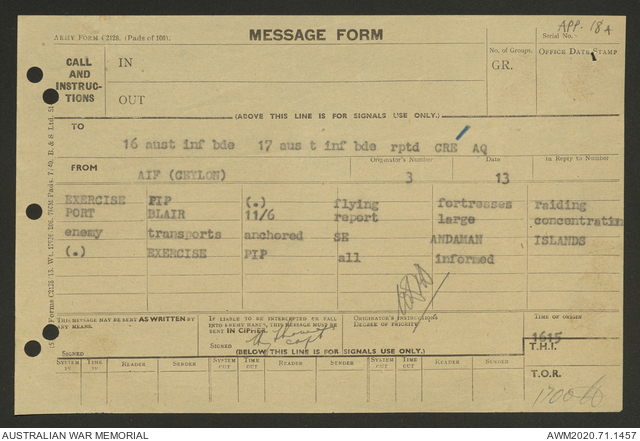 APP. 18A
ARMY FORM C2128. (Pads of 100).
MESSAGE FORM
Serial No.
CALL AND INSTRUC-TIONS
IN
No. of Groups.
GR.
OFFICE DATE STAMP
OUT
(ABOVE THIS LINE IS FOR SIGNALS USE ONLY.)
TO
16 aust inf bde 17 aus t inf bde rptd CRE AQ
FROM
Originator's Number
Date
In Reply to Number
AIF (CEYLON) 3 13
EXERCISE PIP (.) flying fortresses raiding
PORT BLAIR 11/6 report large concentration
enemy transports anchored SE ANDAMAN ISLANDS
(.) EXERCISE PIP all informed
THIS MESSAGE MAY BE SENT AS WRITTEN BY ANY MEANS.
IF LIABLE TO BE INTERCEPTED OR FALL INTO ENEMY HANDS, THIS MESSAGE MUST BE SENT IN CIPHER.
ORIGINATOR'S INSTRUCTIONS
DEGREE OF PRIORITY
TIME OF ORIGIN
1615
SIGNED
SIGNED
Capt
(BELOW THIS LINE IS FOR SIGNALS USE ONLY.)
T.H.I.
SYSTEM IN
TIME IN
READER
SENDER
SYSTEM OUT
TIME OUT
READER
SENDER
SYSTEM OUT
TIME OUT
READER
SENDER
T.O.R.
1700
AUSTRALIAN WAR MEMORIAL
AWM2020.71.1457